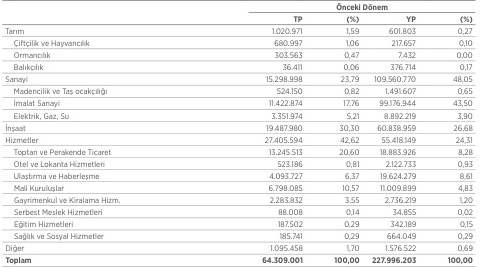 Önceki Dönem
TP (%) YP (%)
Tarım 1.020.971 1,59 601.803 0,27
Çiftçilik ve Hayvancılık 680.997 1,06 217.657 0,10
Ormancılık 303.563 0,47 7.432 0,00
Balıkçılık 36.411 0,06 376.714 0,17
Sanayi 15.298.998 23,79 109.560.770 48,05
Madencilik ve Taş ocakçılığı 524.150 0,82 1.491.607 0,65
İmalat Sanayi 11.422.874 17,76 99.176.944 43,50
Elektrik, Gaz, Su 3.351.974 5,21 8.892.219 3,90
İnşaat 19.487.980 30,30 60.838.959 26,68
Hizmetler 27.405.594 42,62 55.418.149 24,31
Toptan ve Perakende Ticaret 13.245.513 20,60 18.883.926 8,28
Otel ve Lokanta Hizmetleri 523.186 0,81 2.122.733 0,93
Ulaştırma ve Haberleşme 4.093.727 6,37 19.624.279 8,61
Mali Kuruluşlar 6.798.085 10,57 11.009.899 4,83
Gayrimenkul ve Kiralama Hizm. 2.283.832 3,55 2.736.219 1,20
Serbest Meslek Hizmetleri 88.008 0,14 34.855 0,02
Eğitim Hizmetleri 187.502 0,29 342.189 0,15
Sağlık ve Sosyal Hizmetler 185.741 0,29 664.049 0,29
Diğer 1.095.458 1,70 1.576.522 0,69
Toplam 64.309.001 100,00 227.996.203 100,00